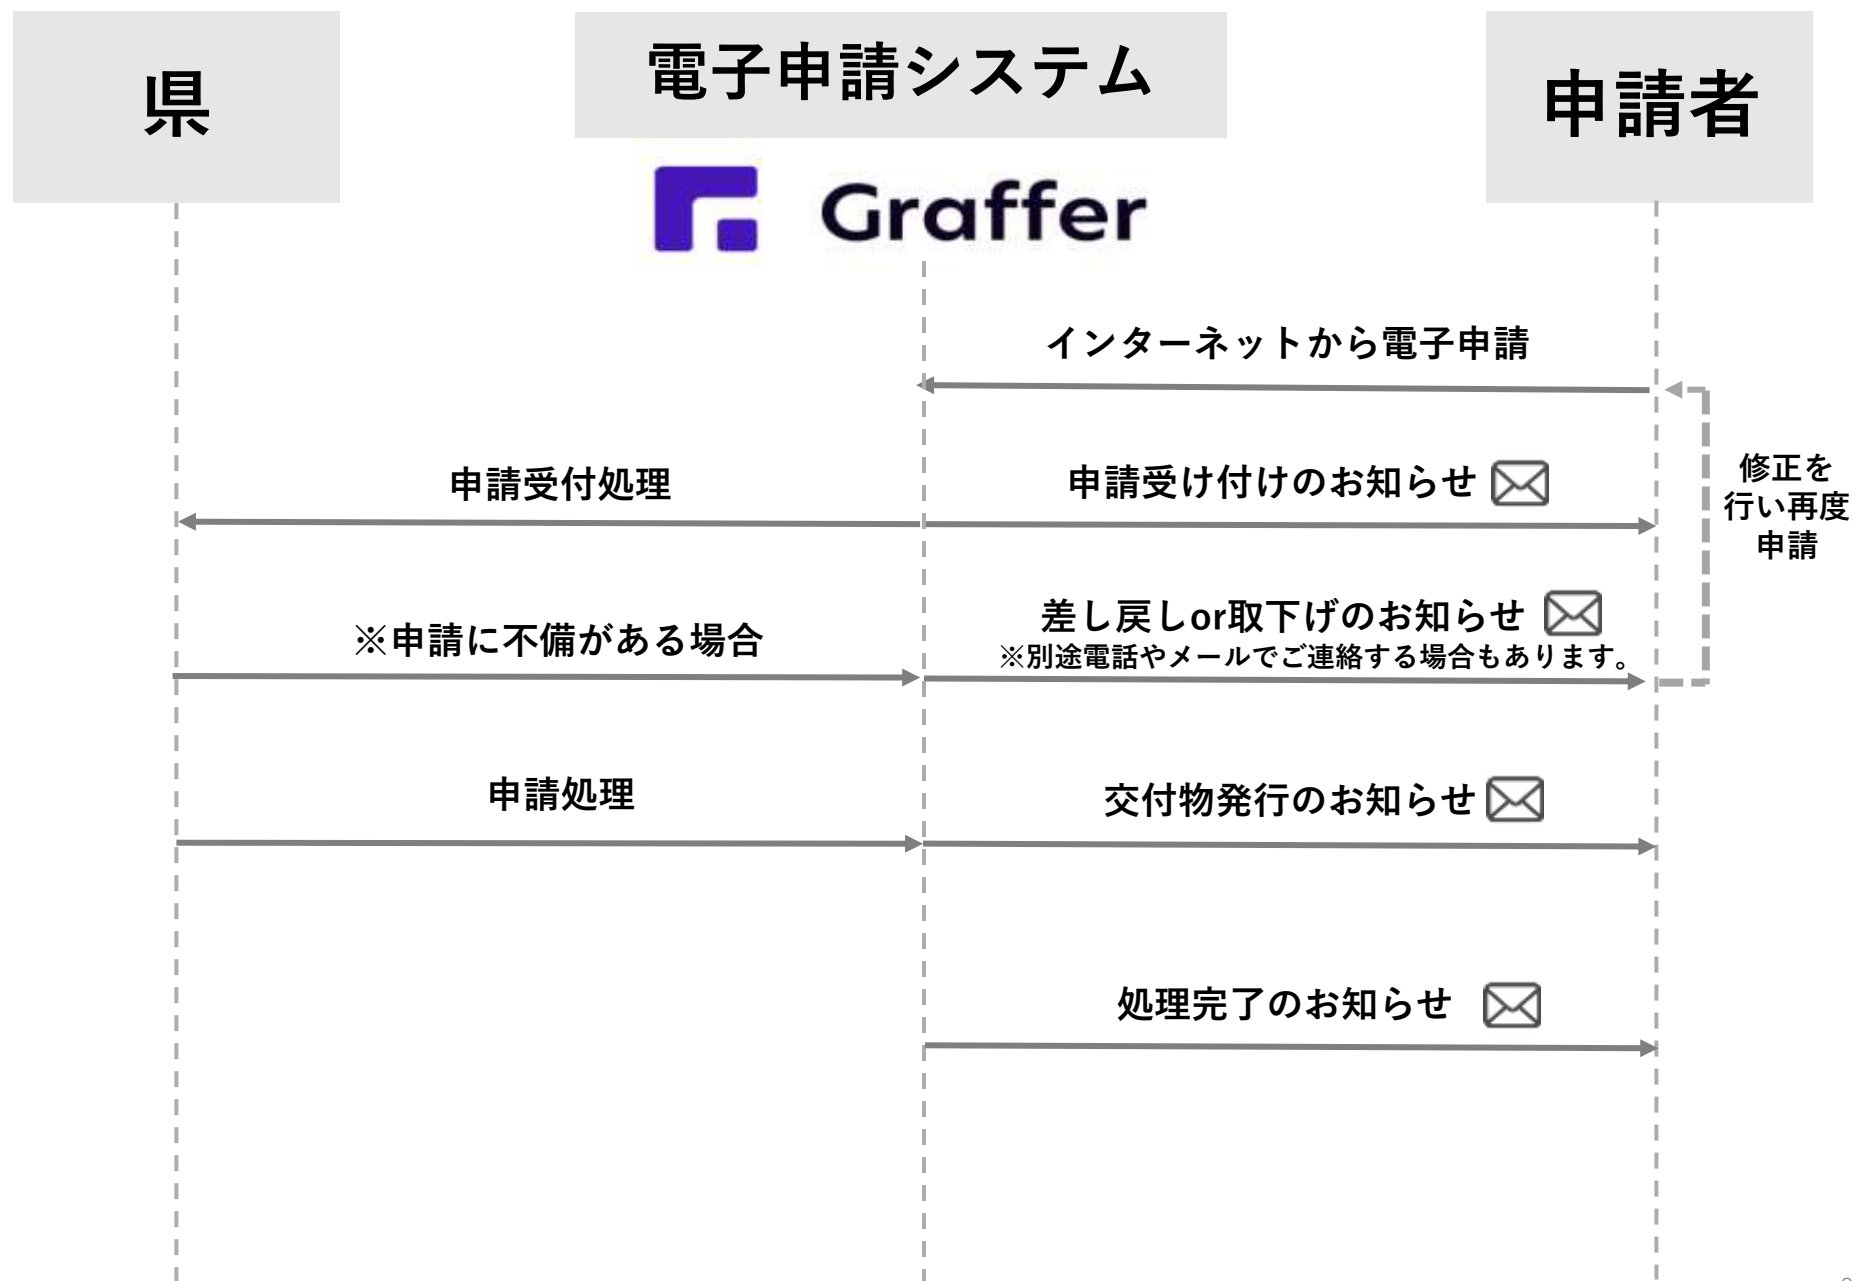 県
電子申請システム
申請者
Graffer
インターネットから電子申請
申請受付処理
申請受け付けのお知らせ
修正を
行い再度
申請
※申請に不備がある場合
差し戻しor取下げのお知らせ
※別途電話やメールでご連絡する場合もあります。
申請処理
交付物発行のお知らせ
処理完了のお知らせ